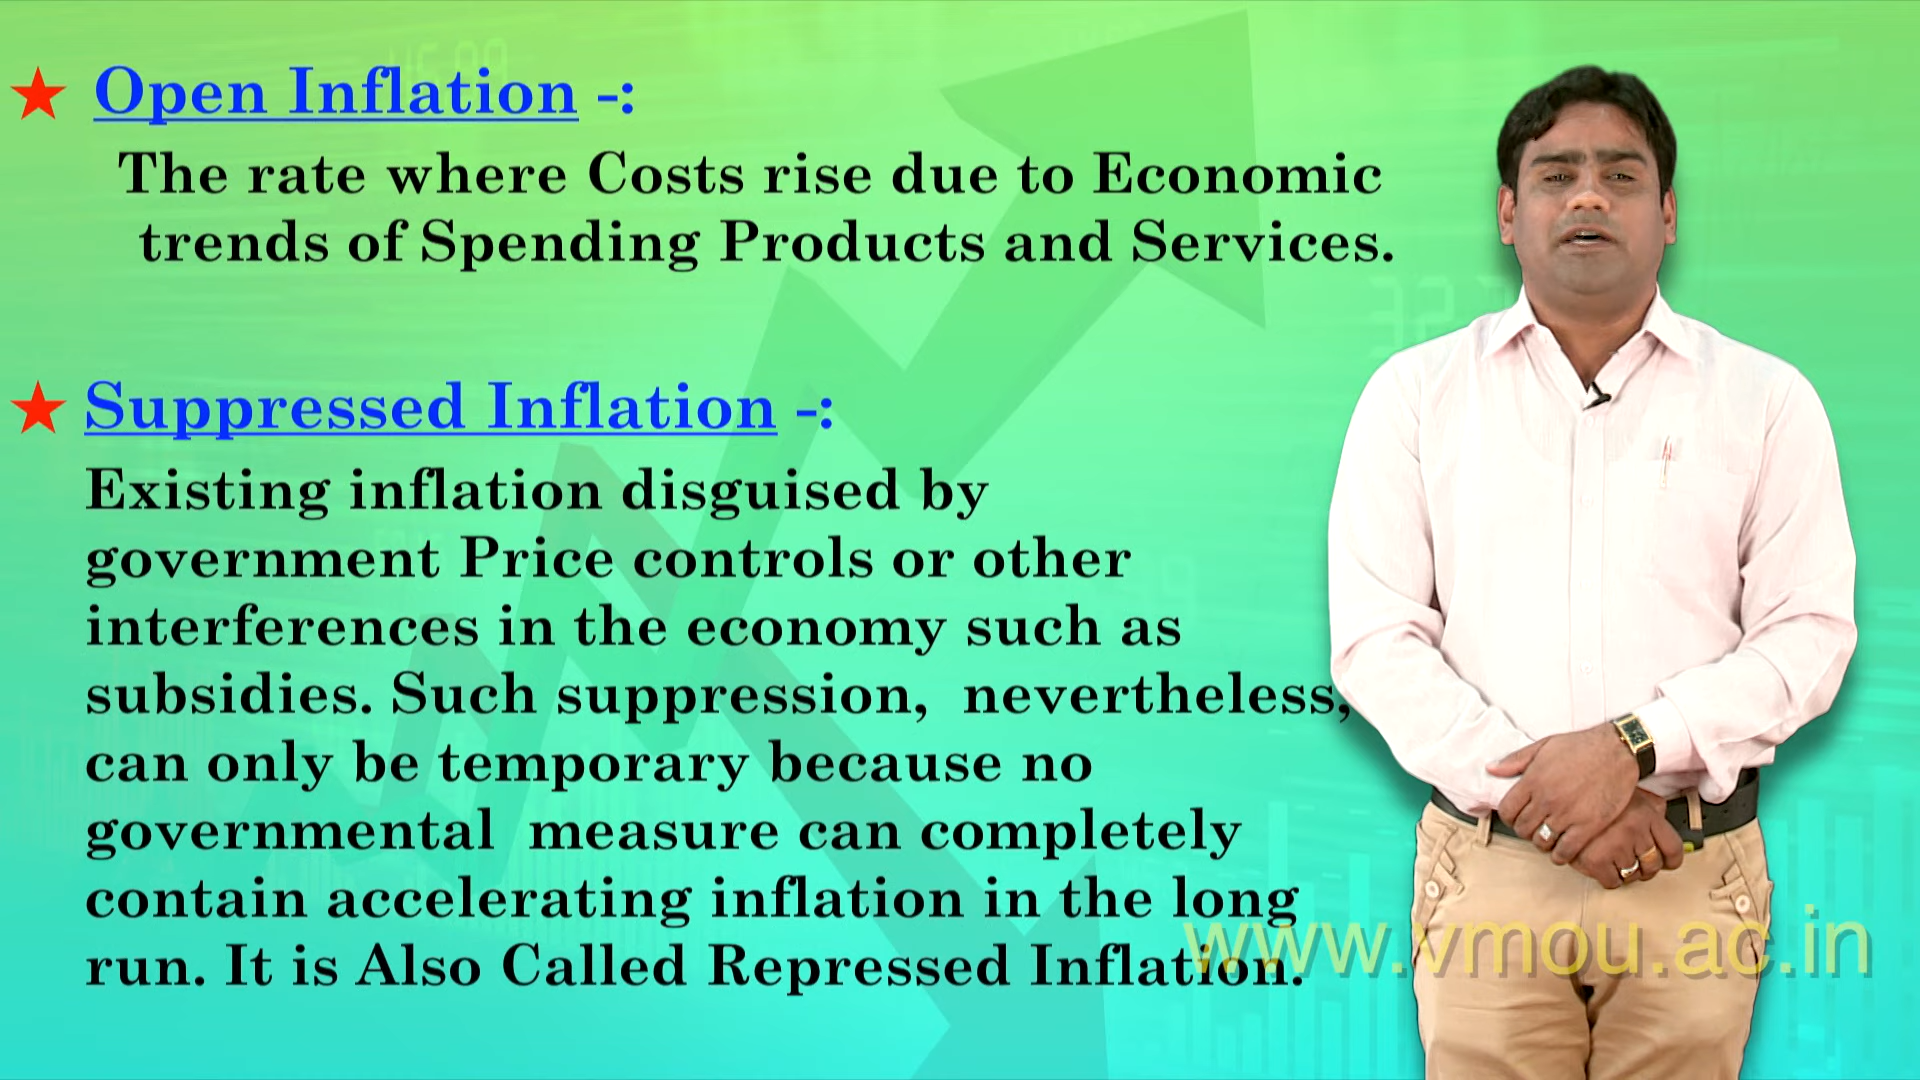 ★ Open Inflation -:
The rate where Costs rise due to Economic
trends of Spending Products and Services.
★ Suppressed Inflation -:
Existing inflation disguised by
government Price controls or other
interferences in the economy such as
subsidies. Such suppression, nevertheless,
can only be temporary because no
governmental measure can completely
contain accelerating inflation in the long
run. It is Also Called Repressed Inflation.
www.vmou.ac.in